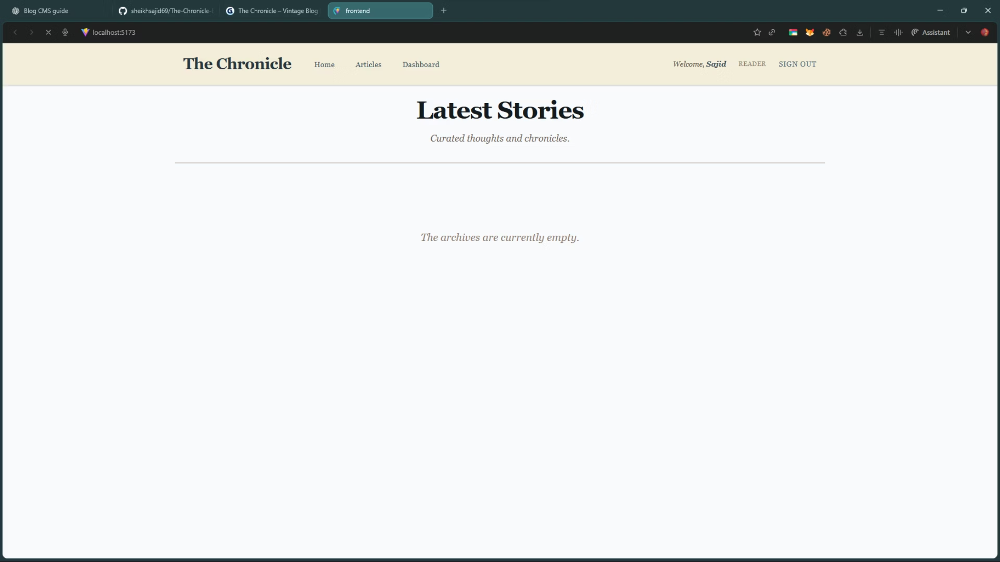 Blog CMS guide
sheikhsajid69/The-Chronicle-
The Chronicle – Vintage Blog
frontend
localhost:5173
Assistant
The Chronicle
Home
Articles
Dashboard
Welcome, Sajid
READER
SIGN OUT
Latest Stories
Curated thoughts and chronicles.
The archives are currently empty.